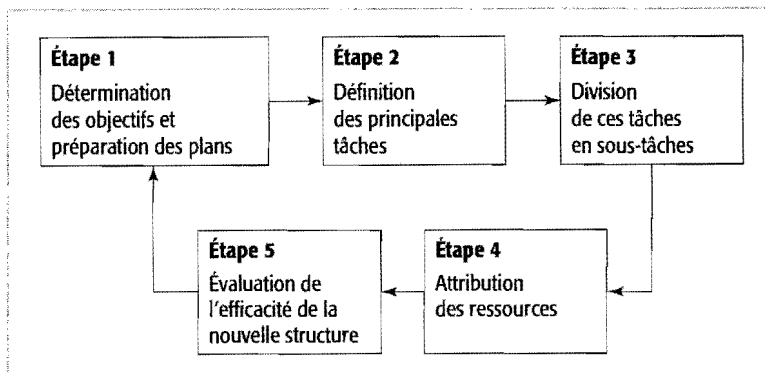 Étape 1
Détermination
des objectifs et
préparation des plans
Étape 2
Définition
des principales
tâches
Étape 3
Division
de ces tâches
en sous-tâches
Étape 5
Évaluation de
l'efficacité de la
nouvelle structure
Étape 4
Attribution
des ressources